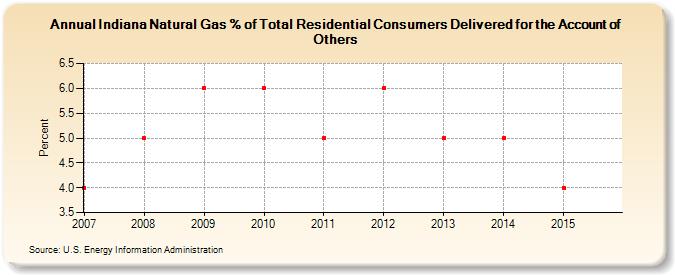 Annual Indiana Natural Gas % of Total Residential Consumers Delivered for the Account of
Others
6.5
6.0
5.5
5.0
4.5
4.0
3.5
Percent
2007 2008 2009 2010 2011 2012 2013 2014 2015
Source: U.S. Energy Information Administration